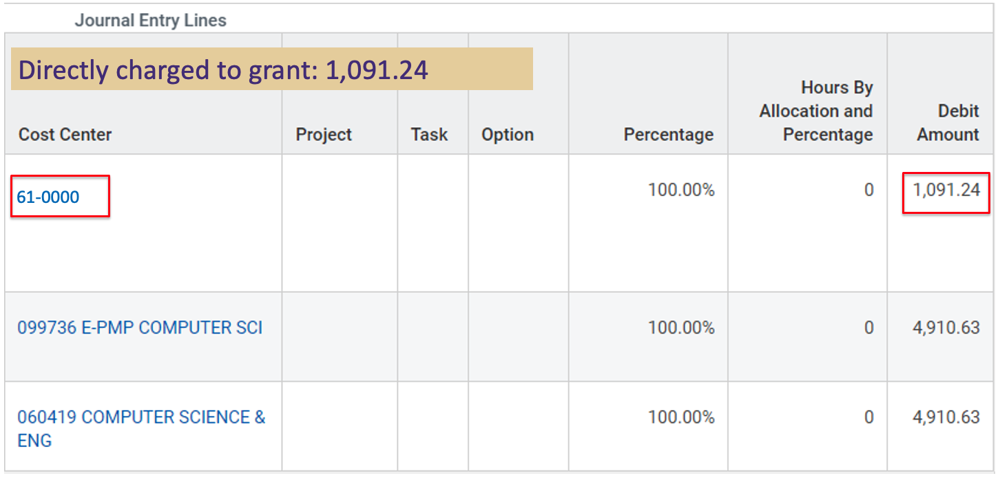 Journal Entry Lines
Directly charged to grant: 1,091.24
Cost Center Project Task Option Percentage Hours By Allocation and Percentage Debit Amount
61-0000 100.00% 0 1,091.24
099736 E-PMP COMPUTER SCI 100.00% 0 4,910.63
060419 COMPUTER SCIENCE & 100.00% 0 4,910.63
ENG